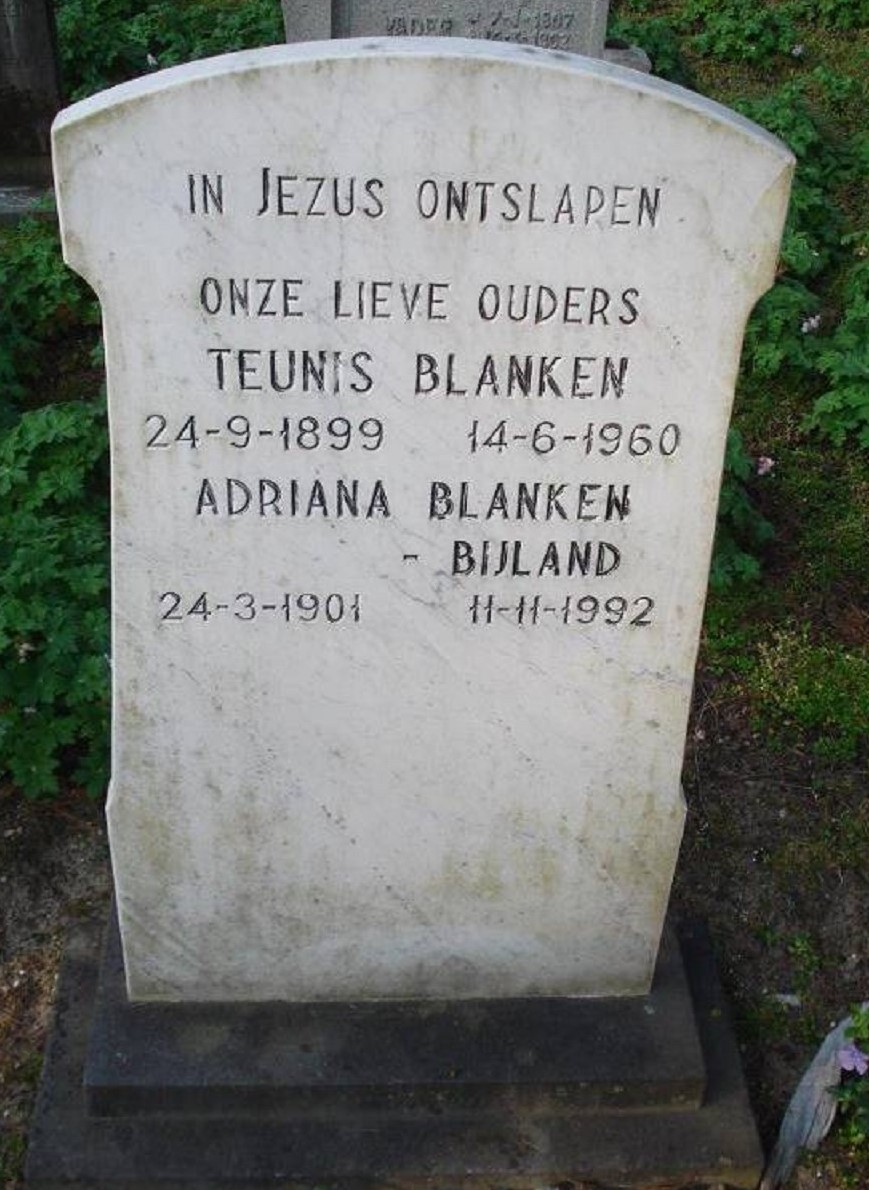 VADER
IN JEZUS ONTSLAPEN
ONZE LIEVE OUDERS
TEUNIS BLANKEN
24-9-1899 14-6-1960
ADRIANA BLANKEN
- BIJLAND
24-3-1901 11-11-1992